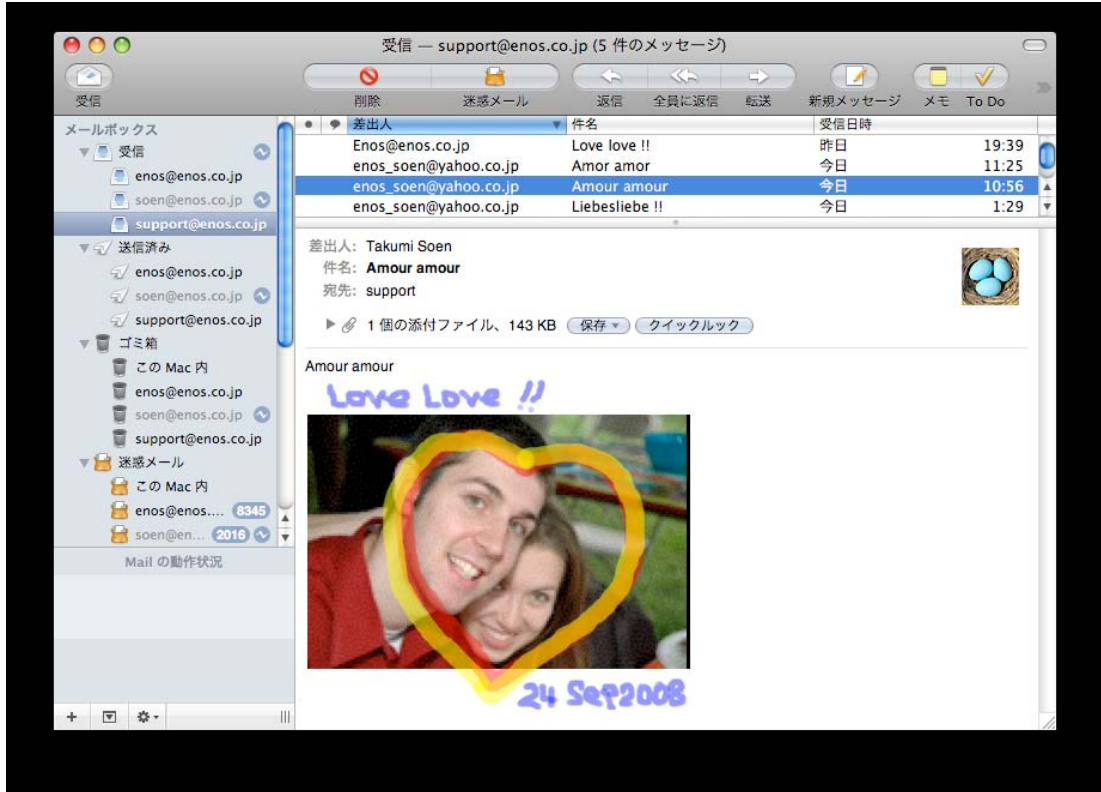 受信 — support@enos.co.jp (5 件のメッセージ)
受信
削除
迷惑メール
返信
全員に返信
転送
新規メッセージ
メモ
To Do
メールボックス
受信
enos@enos.co.jp
soen@enos.co.jp
support@enos.co.jp
送信済み
enos@enos.co.jp
soen@enos.co.jp
support@enos.co.jp
ゴミ箱
この Mac 内
enos@enos.co.jp
soen@enos.co.jp
support@enos.co.jp
迷惑メール
この Mac 内
enos@enos.... 8345
soen@en... 2016
Mail の動作状況
差出人 件名 受信日時
Enos@enos.co.jp Love love !! 昨日 19:39
enos_soen@yahoo.co.jp Amor amor 今日 11:25
enos_soen@yahoo.co.jp Amour amour 今日 10:56
enos_soen@yahoo.co.jp Liebesliebe !! 今日 1:29
差出人: Takumi Soen
件名: Amour amour
宛先: support
1 個の添付ファイル、143 KB 保存 クイックルック
Amour amour
Love Love !!
24 Sep2008